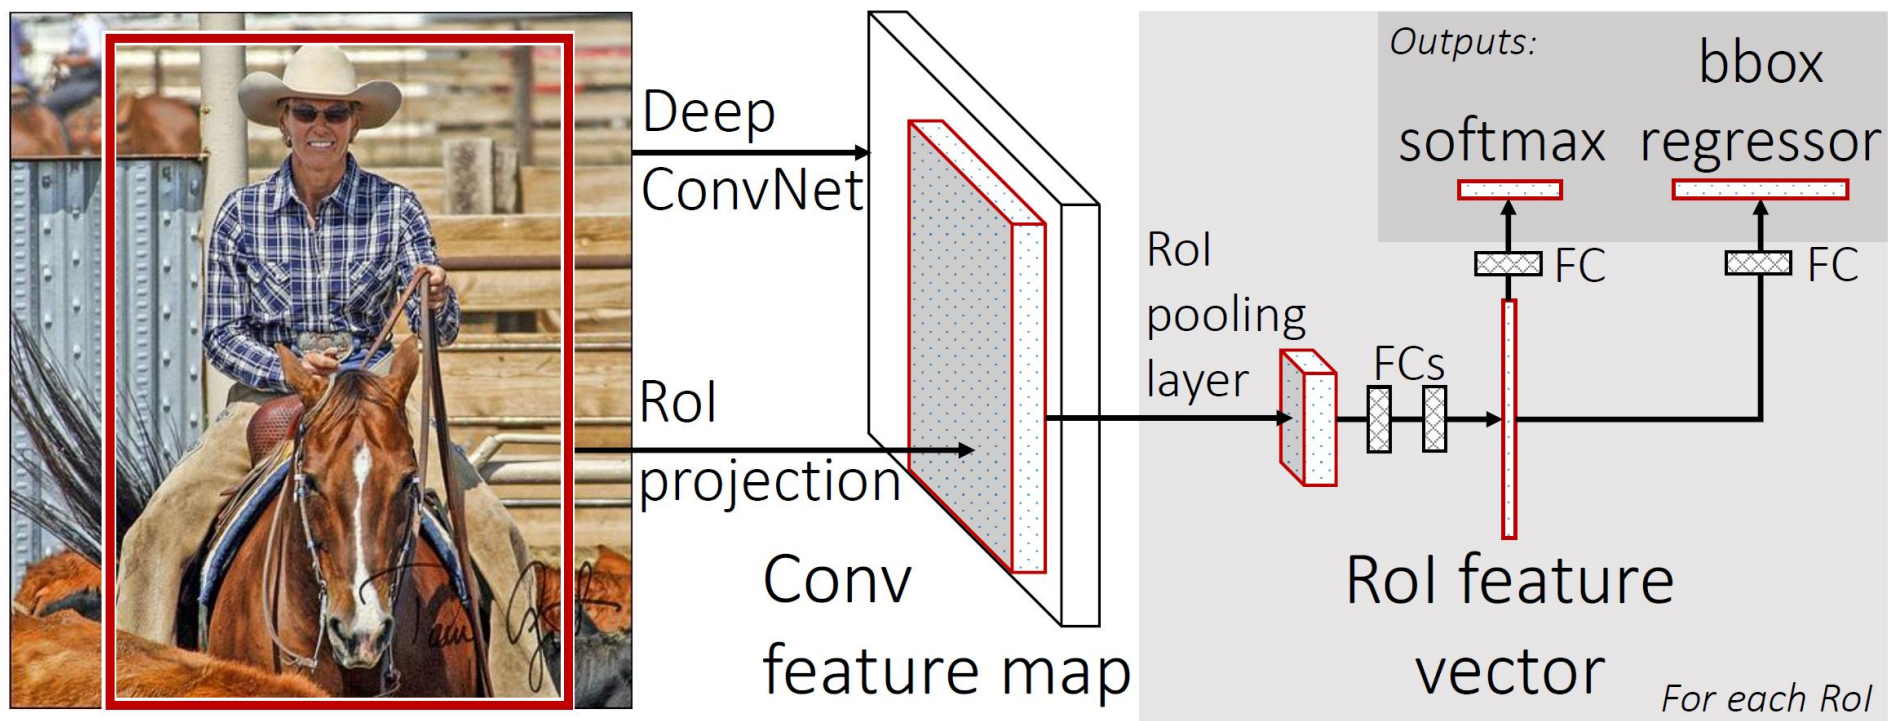 Deep
ConvNet
RoI
projection
Conv
feature map
RoI
pooling
layer
FCs
RoI feature
vector
For each RoI
Outputs:
softmax
bbox
regressor
FC
FC